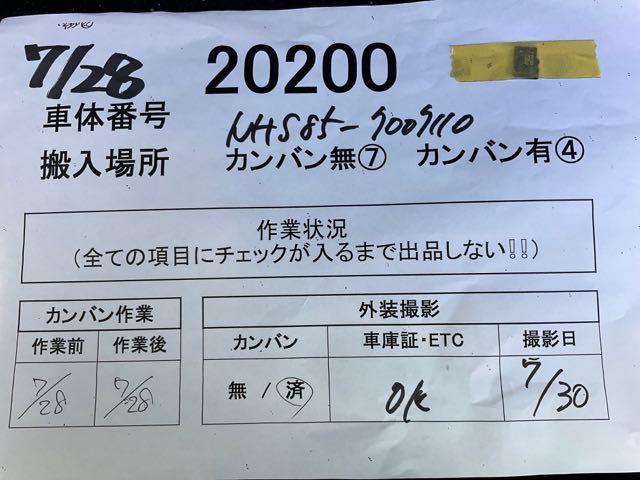 7/28 20200
車体番号 NHS85-7009110
搬入場所 カンバン無⑦ カンバン有④
作業状況
(全ての項目にチェックが入るまで出品しない!!)
カンバン作業 外装撮影
作業前 作業後 カンバン 車庫証・ETC 撮影日
7/28 7/28 無 / 済 OK 7/30